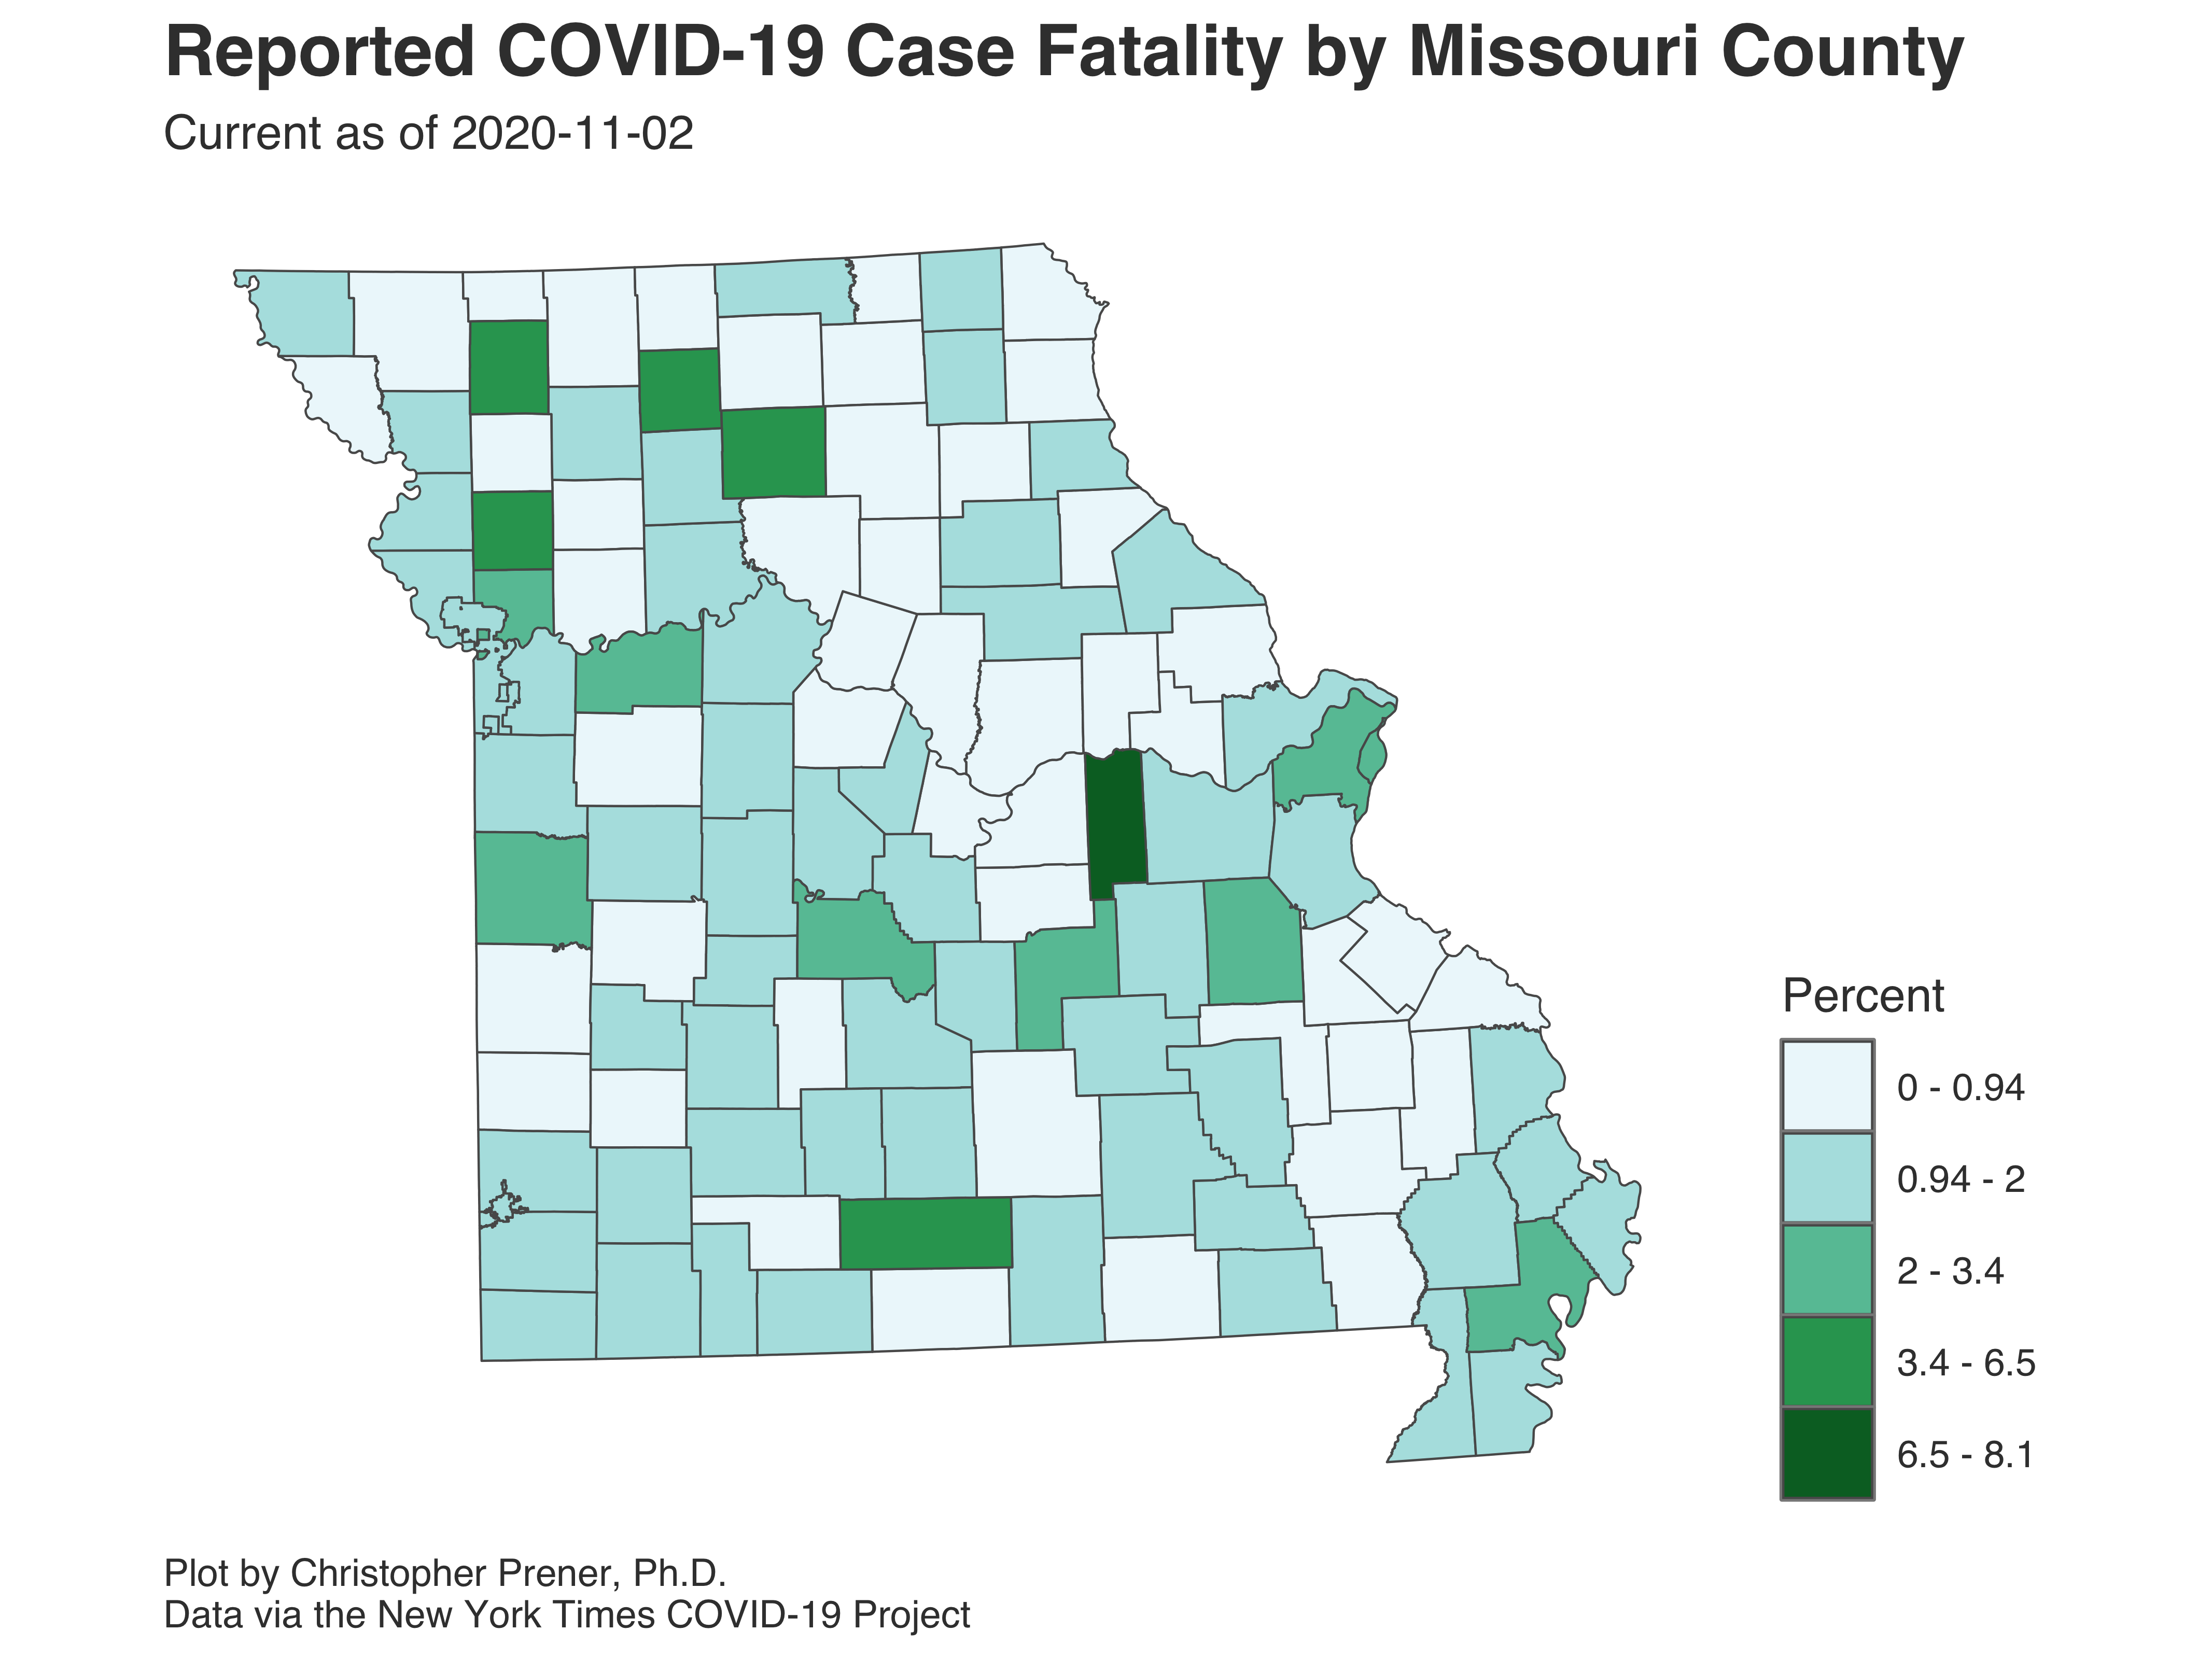 Reported COVID-19 Case Fatality by Missouri County
Current as of 2020-11-02
Percent
0 - 0.94
0.94 - 2
2 - 3.4
3.4 - 6.5
6.5 - 8.1
Plot by Christopher Prener, Ph.D.
Data via the New York Times COVID-19 Project